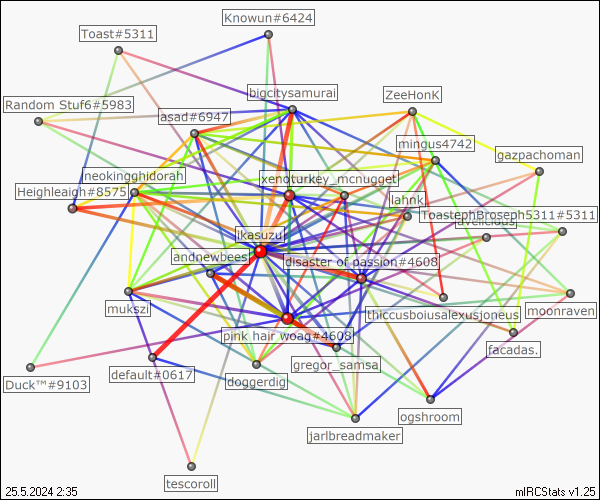 Knowun#6424
Toast#5311
bigcitysamurai
ZeeHonK
Random Stuf6#5983
asad#6947
mingus4742
gazpachoman
neokingghidorah
xenoturkey_mcnugget
Heighleaigh#8575
lahnk
ToastephBroseph5311#5311
ikasuzu
andnewbees
disaster of passion#4608
mukszi
thiccusboiusalexusjoneus
moonraven
pink hair woag#4608
facadas.
default#0617
gregor_samsa
Duck™#9103
doggerdig
ogshroom
jarlbreadmaker
tescoroll
25.5.2024 2:35
mIRCStats v1.25